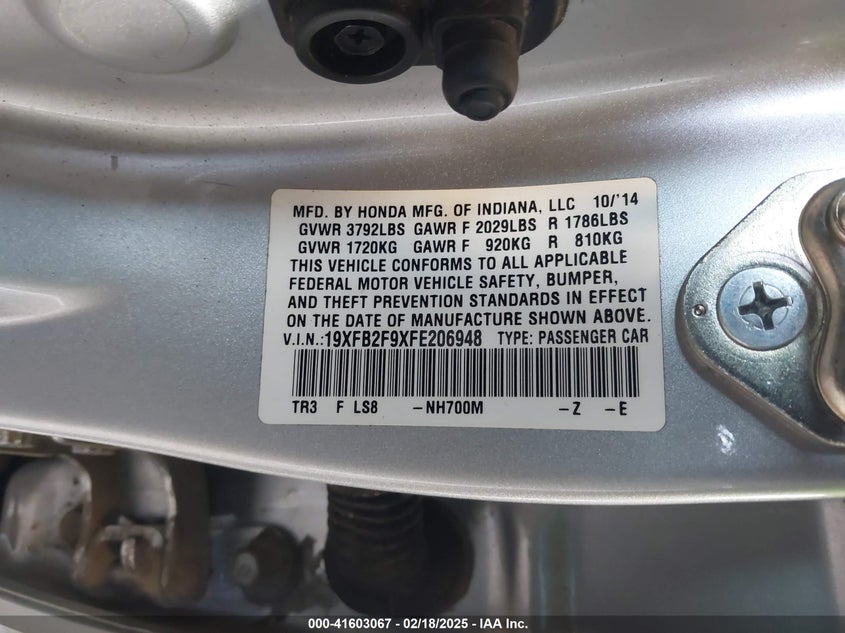 MFD. BY HONDA MFG. OF INDIANA, LLC 10/'14
GVWR 3792LBS GAWR F 2029LBS R 1786LBS
GVWR 1720KG GAWR F 920KG R 810KG
THIS VEHICLE CONFORMS TO ALL APPLICABLE
FEDERAL MOTOR VEHICLE SAFETY, BUMPER,
AND THEFT PREVENTION STANDARDS IN EFFECT
ON THE DATE OF MANUFACTURE SHOWN ABOVE.
V.I.N.:19XFB2F9XFE206948 TYPE: PASSENGER CAR
TR3 F LS8 -NH700M -Z -E
000-41603067 - 02/18/2025 - IAA Inc.